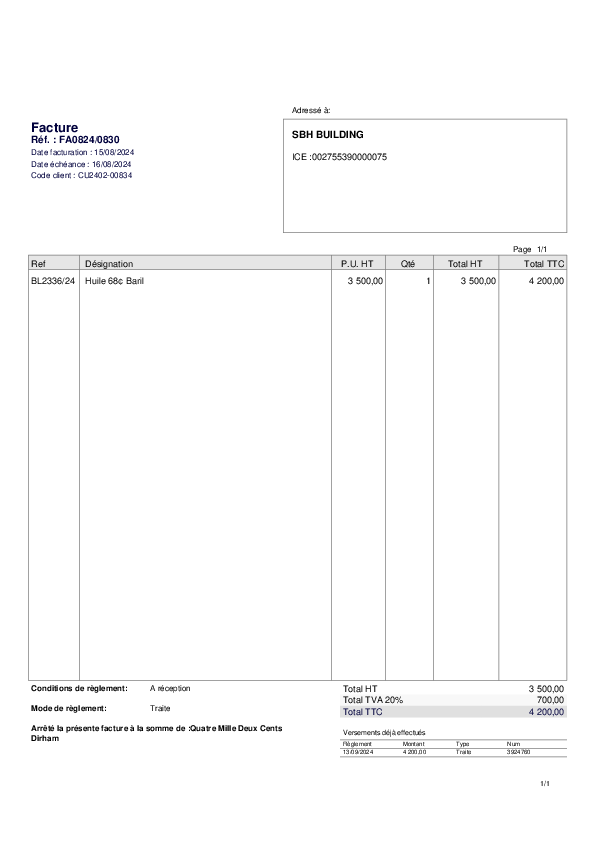 Adressé à:
Facture
Réf. : FA0824/0830
Date facturation : 15/08/2024
Date échéance : 16/08/2024
Code client : CU2402-00834
SBH BUILDING
ICE :002755390000075
Page 1/1
Ref Désignation P.U. HT Qté Total HT Total TTC
BL2336/24 Huile 68¢ Baril 3 500,00 1 3 500,00 4 200,00
Conditions de règlement: A réception
Total HT 3 500,00
Total TVA 20% 700,00
Mode de règlement: Traite
Total TTC 4 200,00
Arrêté la présente facture à la somme de :Quatre Mille Deux Cents
Dirham
Versements déjà effectués
Règlement Montant Type Num
13/09/2024 4 200,00 Traite 3924760
1/1